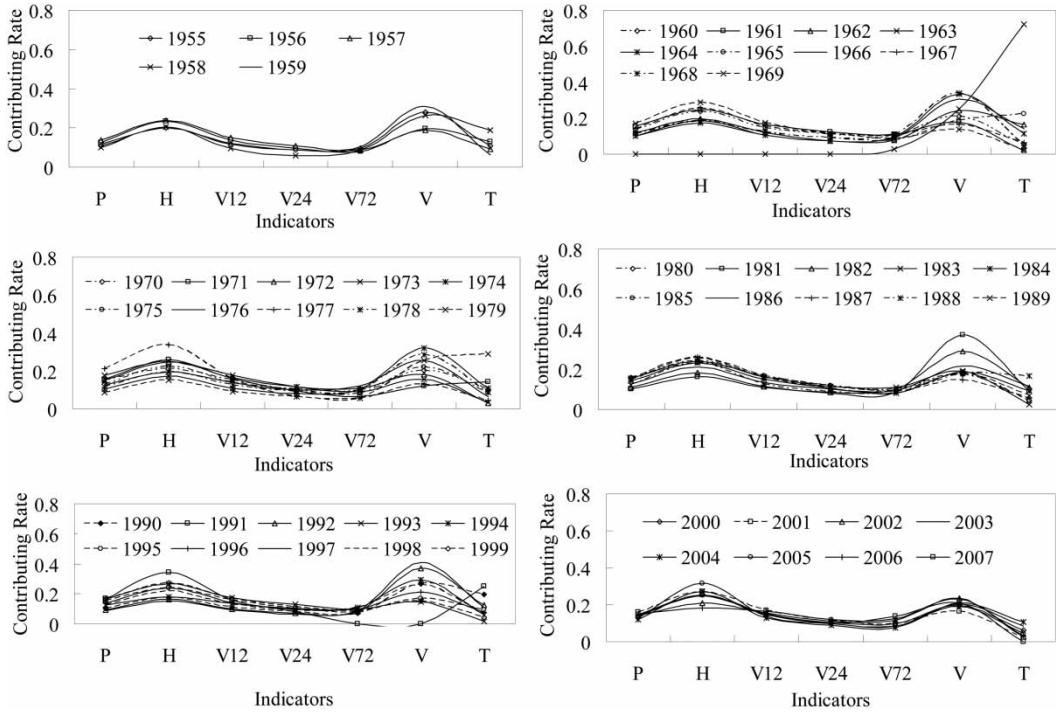 Contributing Rate
0.8
0.6
0.4
0.2
0
1955 1956 1957
1958 1959
P H V12 V24 V72 V T
Indicators
Contributing Rate
0.8
0.6
0.4
0.2
0
1960 1961 1962 1963
1964 1965 1966 1967
1968 1969
P H V12 V24 V72 V T
Indicators
Contributing Rate
0.8
0.6
0.4
0.2
0
1970 1971 1972 1973 1974
1975 1976 1977 1978 1979
P H V12 V24 V72 V T
Indicators
Contributing Rate
0.8
0.6
0.4
0.2
0
1980 1981 1982 1983 1984
1985 1986 1987 1988 1989
P H V12 V24 V72 V T
Indicators
Contributing Rate
0.8
0.6
0.4
0.2
0
1990 1991 1992 1993 1994
1995 1996 1997 1998 1999
P H V12 V24 V72 V T
Indicators
Contributing Rate
0.8
0.6
0.4
0.2
0
2000 2001 2002 2003
2004 2005 2006 2007
P H V12 V24 V72 V T
Indicators